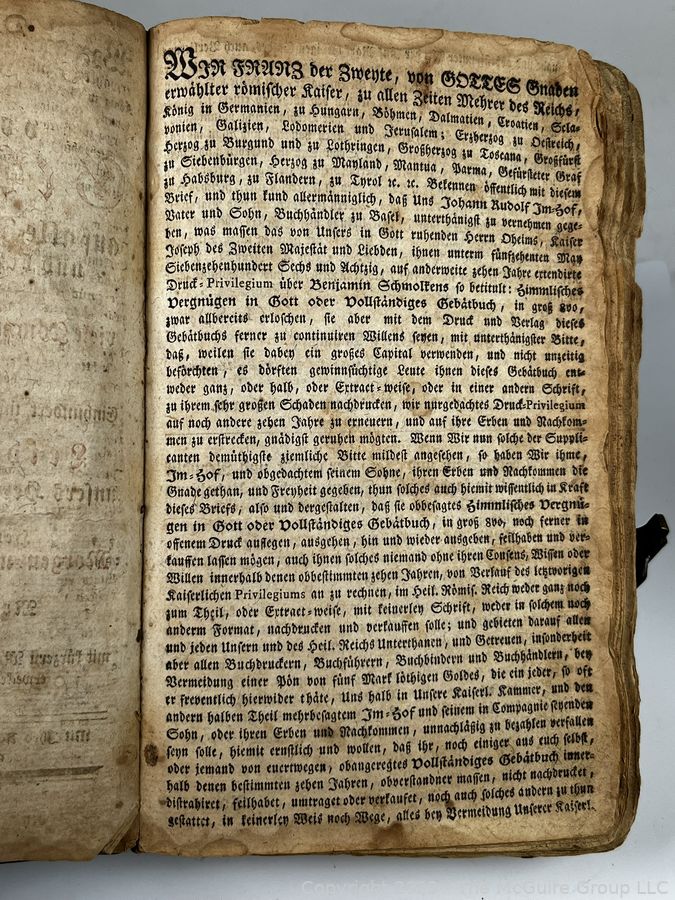 WIR FRANZ der Zweyte, von GOTTES Gnaden
erwählter römischer Kaiser, zu allen Zeiten Mehrer des Reichs,
König in Germanien, zu Hungarn, Böhmen, Dalmatien, Croatien, Scla-
vonien, Galizien, Lodomerien und Jerusalem; Erzherzog zu Oestreich,
Herzog zu Burgund und zu Lothringen, Großherzog zu Toscana, Großfürst
zu Siebenbürgen, Herzog zu Mayland, Mantua, Parma, Gefürsteter Graf
zu Habsburg, zu Flandern, zu Tyrol ꝛc. ꝛc. Bekennen öffentlich mit diesem
Brief, und thun kund allermänniglich, daß Uns Johann Rudolf Im-Hof,
Vater und Sohn, Buchhändler zu Basel, unterthänigst zu vernehmen gege-
ben, was massen das von Unsers in Gott ruhenden Herrn Oheims, Kaiser
Joseph des Zweiten Majestät und Liebden, ihnen unterm fünfzehenten May
Siebenzehenhundert Sechs und Achtzig, auf anderweite zehen Jahre extendirte
Druck-Privilegium über Benjamin Schmolkens so betitult: Himmlisches
Vergnügen in Gott oder Vollständiges Gebätbuch, in groß 8vo,
zwar allbereits erloschen, sie aber mit dem Druck und Verlag dieses
Gebätbuchs ferner zu continuiren Willens seyen, mit unterthänigster Bitte,
daß, weilen sie dabey ein großes Capital verwenden, und nicht unzeitig
beförchten, es dörften gewinnsüchtige Leute ihnen dieses Gebätbuch ent-
weder ganz, oder halb, oder Extract-weise, oder in einer andern Schrift,
zu ihrem sehr großen Schaden nachdrucken, wir nurgedachtes Druck-Privilegium
auf noch andere zehen Jahre zu erneuern, und auf ihre Erben und Nachkom-
men zu erstrecken, gnädigst geruhen mögten. Wenn Wir nun solche der Suppli-
canten demüthigste ziemliche Bitte mildest angesehen, so haben Wir ihme,
Im-Hof, und obgedachtem seinem Sohne, ihren Erben und Nachkommen die
Gnade gethan, und Freyheit gegeben, thun solches auch hiemit wissentlich in Kraft
dieses Briefs, also und dergestalten, daß sie obbesagtes Himmlisches Vergnü-
gen in Gott oder Vollständiges Gebätbuch, in groß 8vo, noch ferner in
offenem Druck auflegen, ausgehen, hin und wieder ausgeben, feilhaben und ver-
kauffen lassen mögen, auch ihnen solches niemand ohne ihren Consens, Wissen oder
Willen innerhalb denen obbestimmten zehen Jahren, von Verlauf des letzworigen
Kaiserlichen Privilegiums an zu rechnen, im Heil. Römis. Reich weder ganz noch
zum Theil, oder Extract-weise, mit keinerley Schrift, weder in solchem noch
anderm Format, nachdrucken und verkauffen solle; und gebieten darauf allen
und jeden Unsern und des Heil. Reichs Unterthanen, und Getreuen, insonderheit
aber allen Buchdruckern, Buchführern, Buchbindern und Buchhändlern, bey
Vermeidung einer Pön von fünf Mark löthigen Goldes, die ein jeder, so oft
er freventlich hierwider thäte, Uns halb in Unsere Kaiserl. Kammer, und den
andern halben Theil mehrbesagtem Im-Hof und seinem in Compagnie seyenden
Sohn, oder ihren Erben und Nachkommen, unnachläßig zu bezahlen verfallen
seyn solle, hiemit ernstlich und wollen, daß ihr, noch einiger aus euch selbst,
oder jemand von euertwegen, obangeregtes Vollständiges Gebätbuch inner-
halb denen bestimmten zehen Jahren, obverstandner massen, nicht nachdrucket,
distrahiret, feilhabet, umtraget oder verkaufet, noch auch solches andern zu thun
gestattet, in keinerley Weis noch Wege, alles bey Vermeidung Unserer Kaiserl.
The McGuire Group LLC